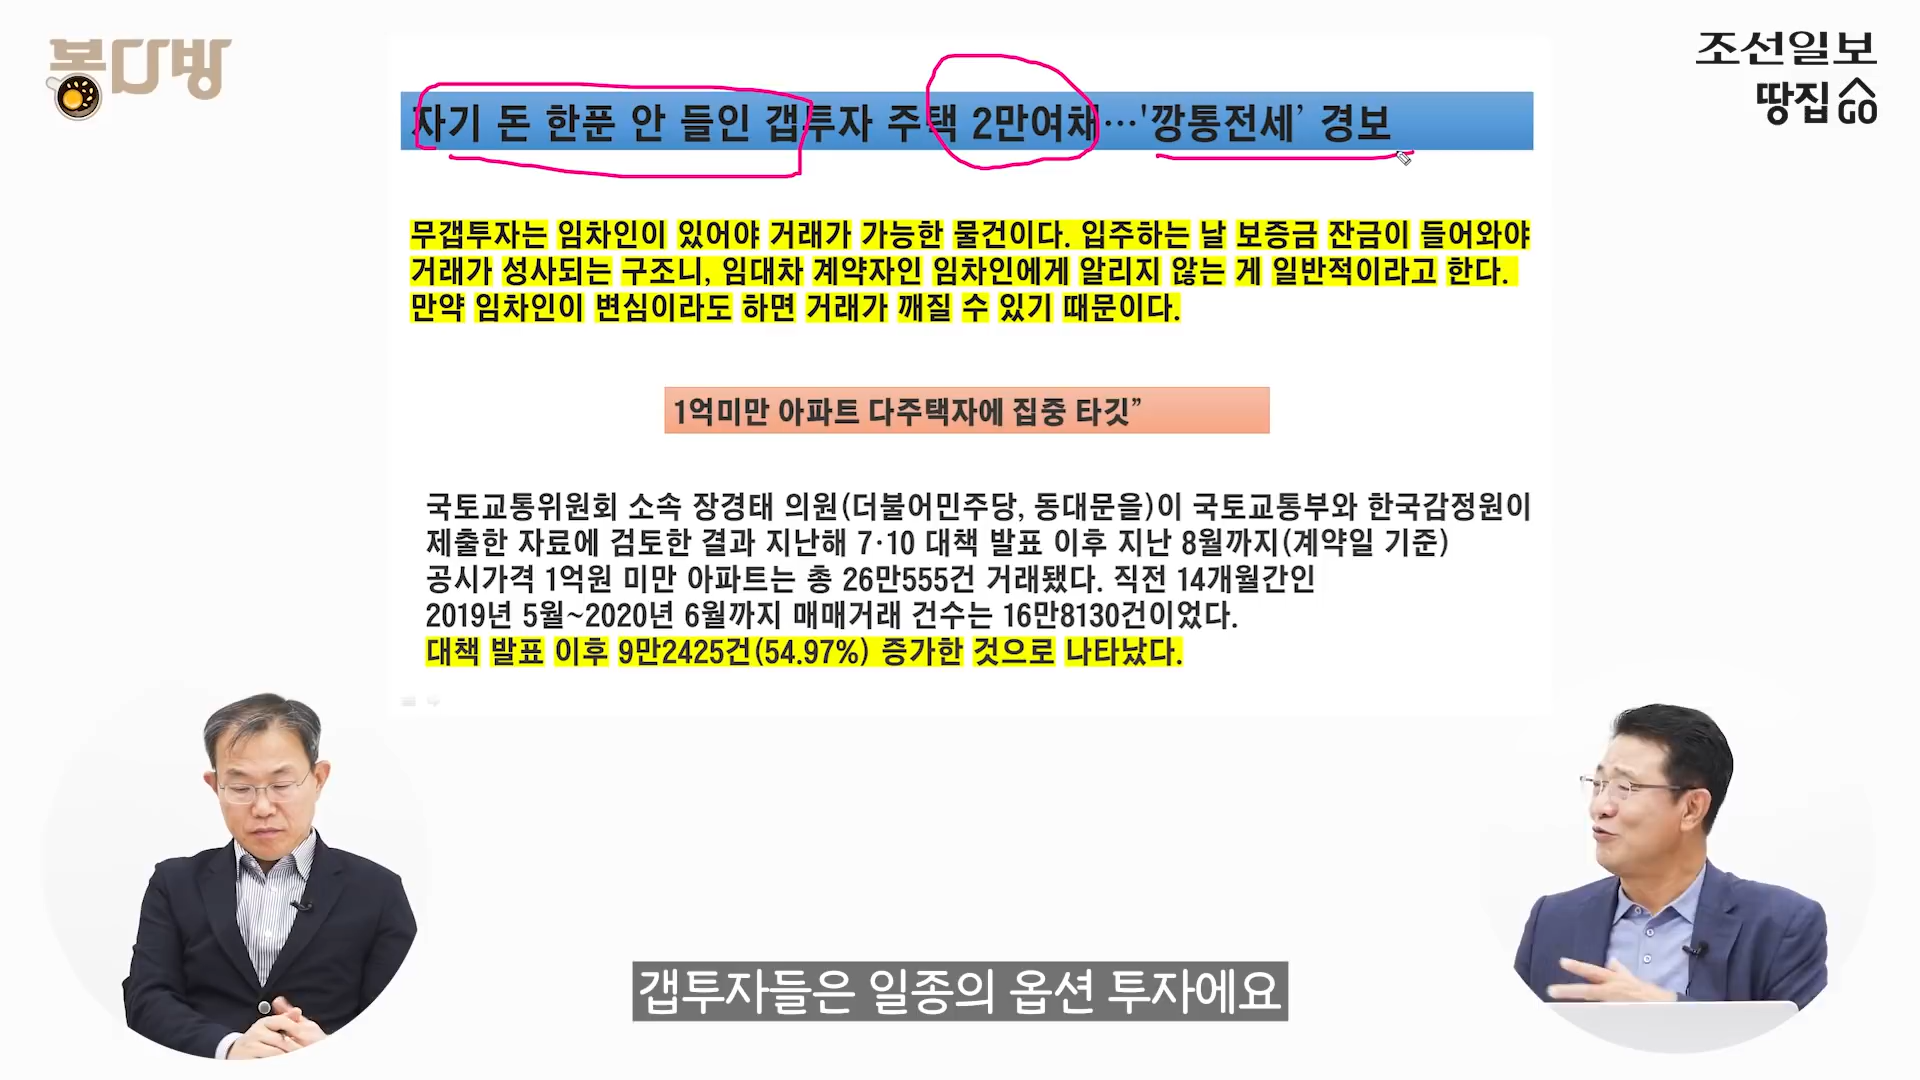 봉다방
조선일보
땅집GO
자기 돈 한푼 안 들인 갭투자 주택 2만여채…'깡통전세’ 경보
무갭투자는 임차인이 있어야 거래가 가능한 물건이다. 입주하는 날 보증금 잔금이 들어와야
거래가 성사되는 구조니, 임대차 계약자인 임차인에게 알리지 않는 게 일반적이라고 한다.
만약 임차인이 변심이라도 하면 거래가 깨질 수 있기 때문이다.
1억미만 아파트 다주택자에 집중 타깃”
국토교통위원회 소속 장경태 의원(더불어민주당, 동대문을)이 국토교통부와 한국감정원이
제출한 자료에 검토한 결과 지난해 7·10 대책 발표 이후 지난 8월까지(계약일 기준)
공시가격 1억원 미만 아파트는 총 26만555건 거래됐다. 직전 14개월간인
2019년 5월~2020년 6월까지 매매거래 건수는 16만8130건이었다.
대책 발표 이후 9만2425건(54.97%) 증가한 것으로 나타났다.
갭투자들은 일종의 옵션 투자에요